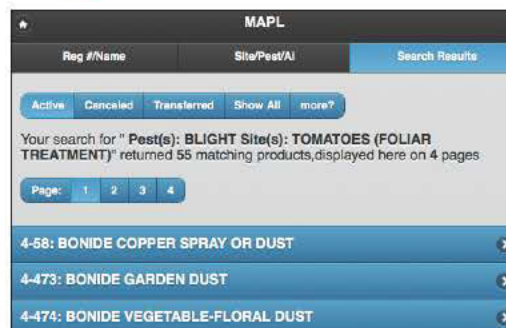 MAPL
Reg #/Name Site/Pest/AI Search Results
Active Canceled Transferred Show All more?
Your search for " Pest(s): BLIGHT Site(s): TOMATOES (FOLIAR
TREATMENT)" returned 55 matching products,displayed here on 4 pages
Page: 1 2 3 4
4-58: BONIDE COPPER SPRAY OR DUST
4-473: BONIDE GARDEN DUST
4-474: BONIDE VEGETABLE-FLORAL DUST